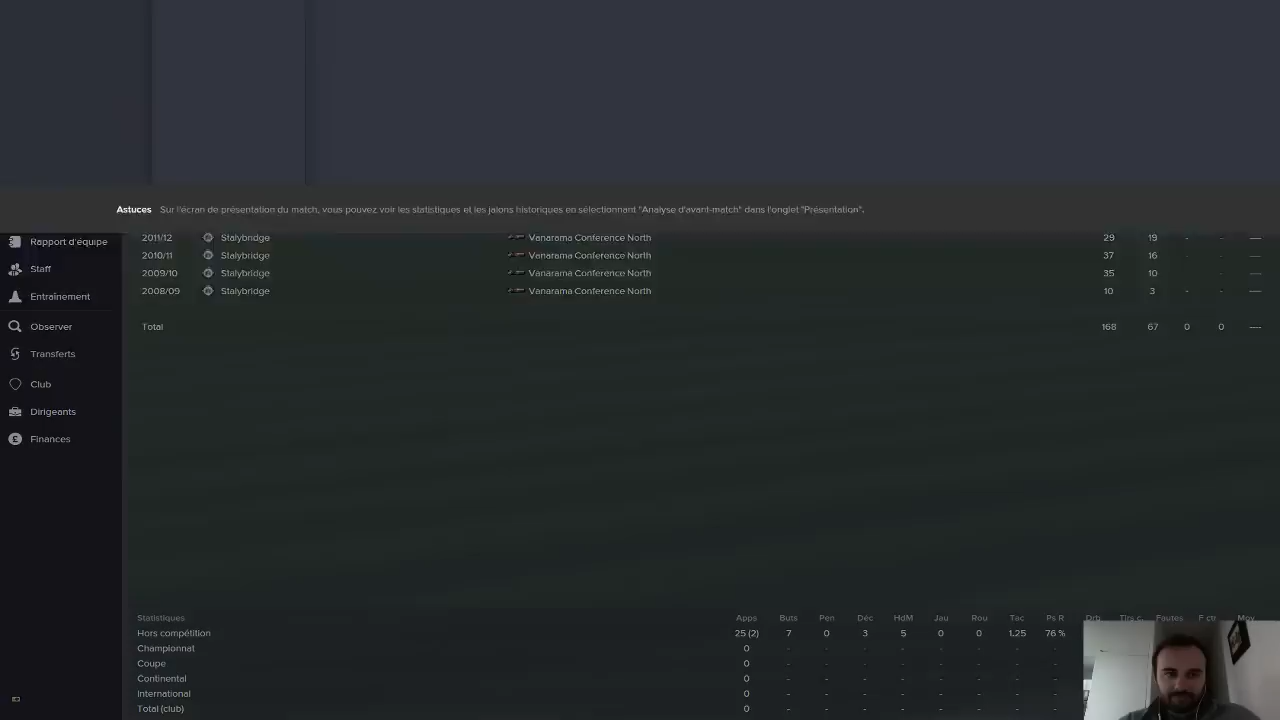 Astuces Sur l'écran de présentation du match, vous pouvez voir les statistiques et les jalons historiques en sélectionnant "Analyse d'avant-match" dans l'onglet "Présentation".
Rapport d'équipe
Staff
Entraînement
Observer
Transferts
Club
Dirigeants
Finances
2011/12 Stalybridge Vanarama Conference North 29 19 - - ---
2010/11 Stalybridge Vanarama Conference North 37 16 - - ---
2009/10 Stalybridge Vanarama Conference North 35 10 - - ---
2008/09 Stalybridge Vanarama Conference North 10 3 - - ---
Total 168 67 0 0 ---
Statistiques Apps Buts Pen Déc HdM Jau Rou Tac Ps R Drb Tirs c. Fautes F ctr Moy
Hors compétition 25 (2) 7 0 3 5 0 0 1,25 76 %
Championnat 0 - - - - - - - -
Coupe 0 - - - - - - - -
Continental 0 - - - - - - - -
International 0 - - - - - - - -
Total (club) 0 - - - - - - - -